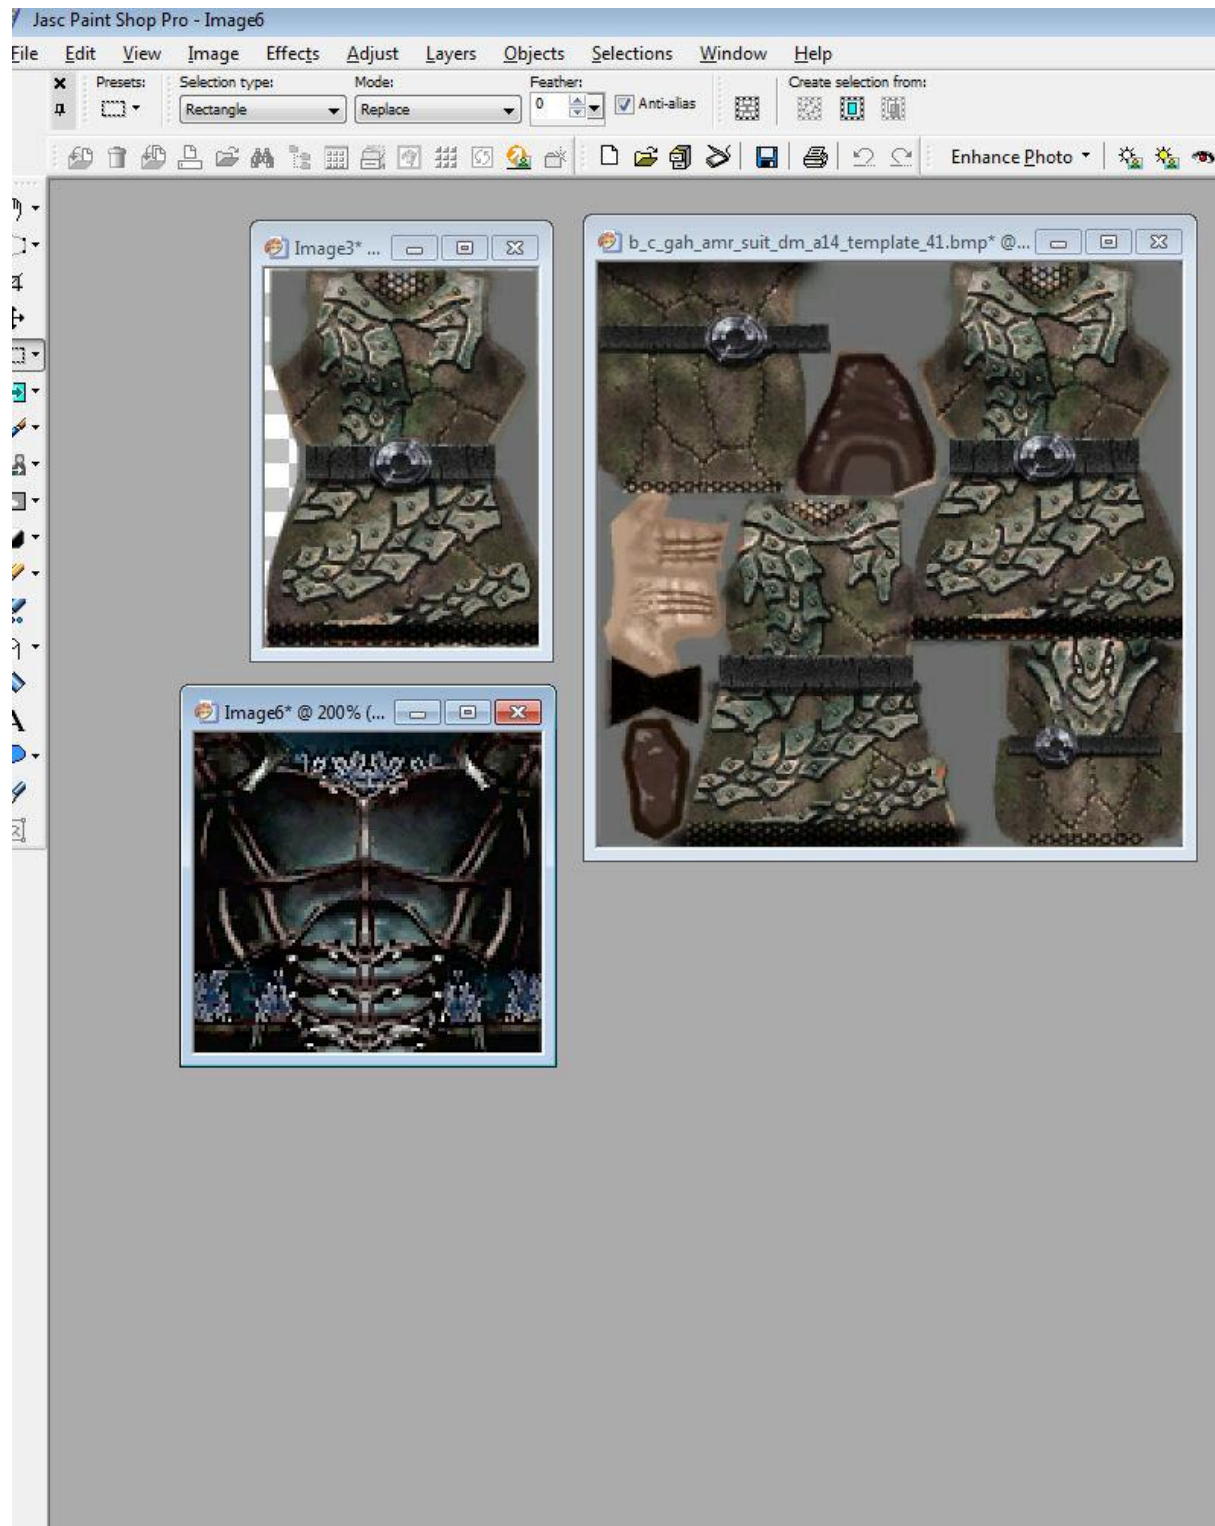 Jasc Paint Shop Pro - Image6
File Edit View Image Effects Adjust Layers Objects Selections Window Help
Presets: Selection type: Mode: Feather: Create selection from:
Rectangle Replace 0 Anti-alias
Enhance Photo
Image3* ...
b_c_gah_amr_suit_dm_a14_template_41.bmp* @...
Image6* @ 200% (...